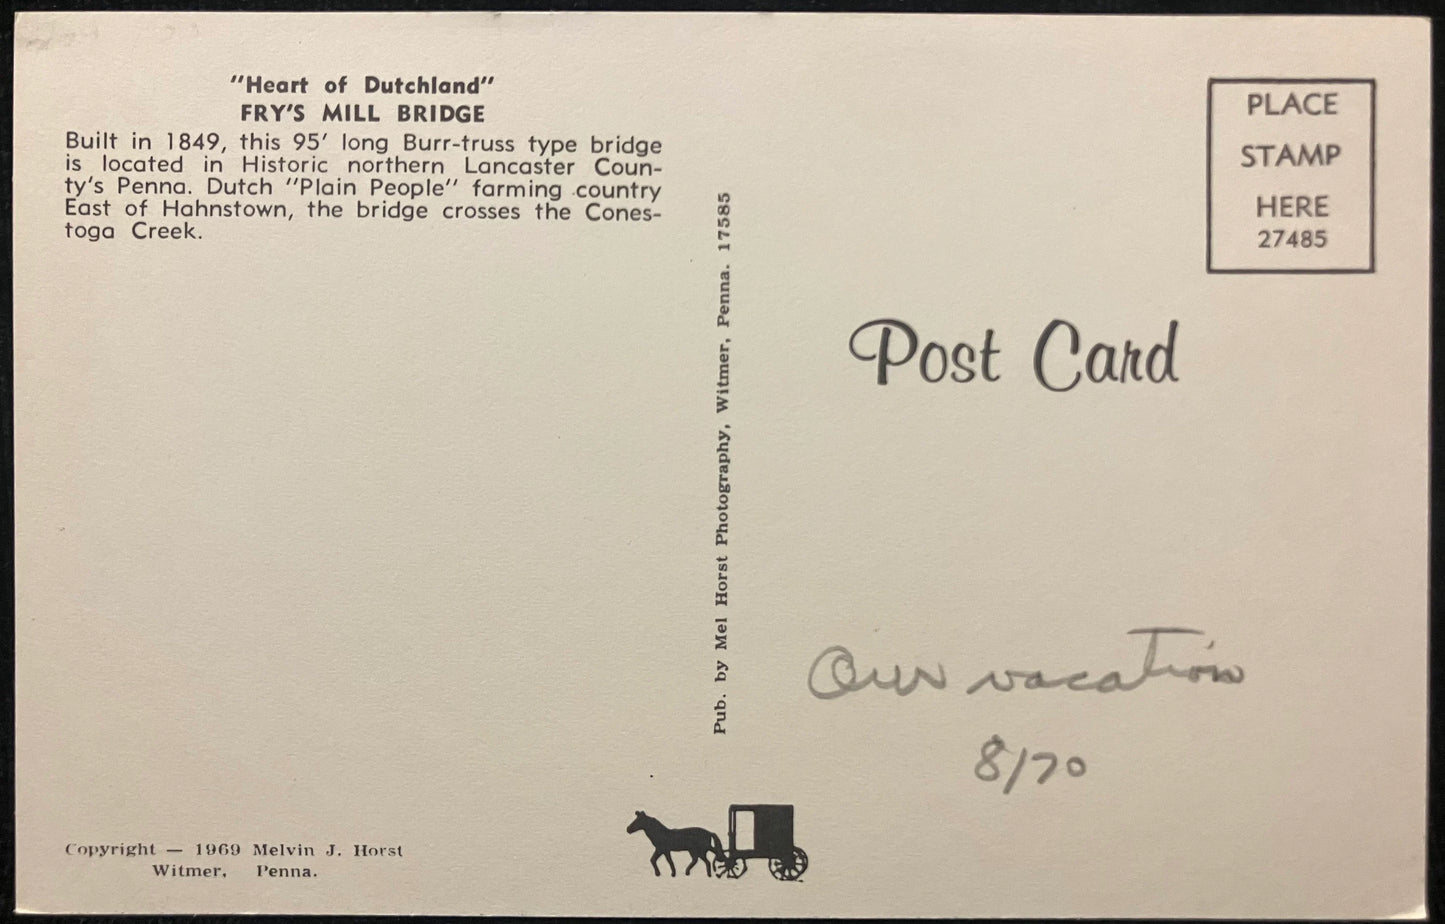 "Heart of Dutchland"
FRY'S MILL BRIDGE
Built in 1849, this 95' long Burr-truss type bridge
is located in Historic northern Lancaster Coun-
ty's Penna. Dutch "Plain People" farming country
East of Hahnstown, the bridge crosses the Cones-
toga Creek.
Copyright — 1969 Melvin J. Horst
Witmer, Penna.
Pub. by Mel Horst Photography, Witmer, Penna. 17585
PLACE
STAMP
HERE
27485
Post Card
Our vacation
8/70